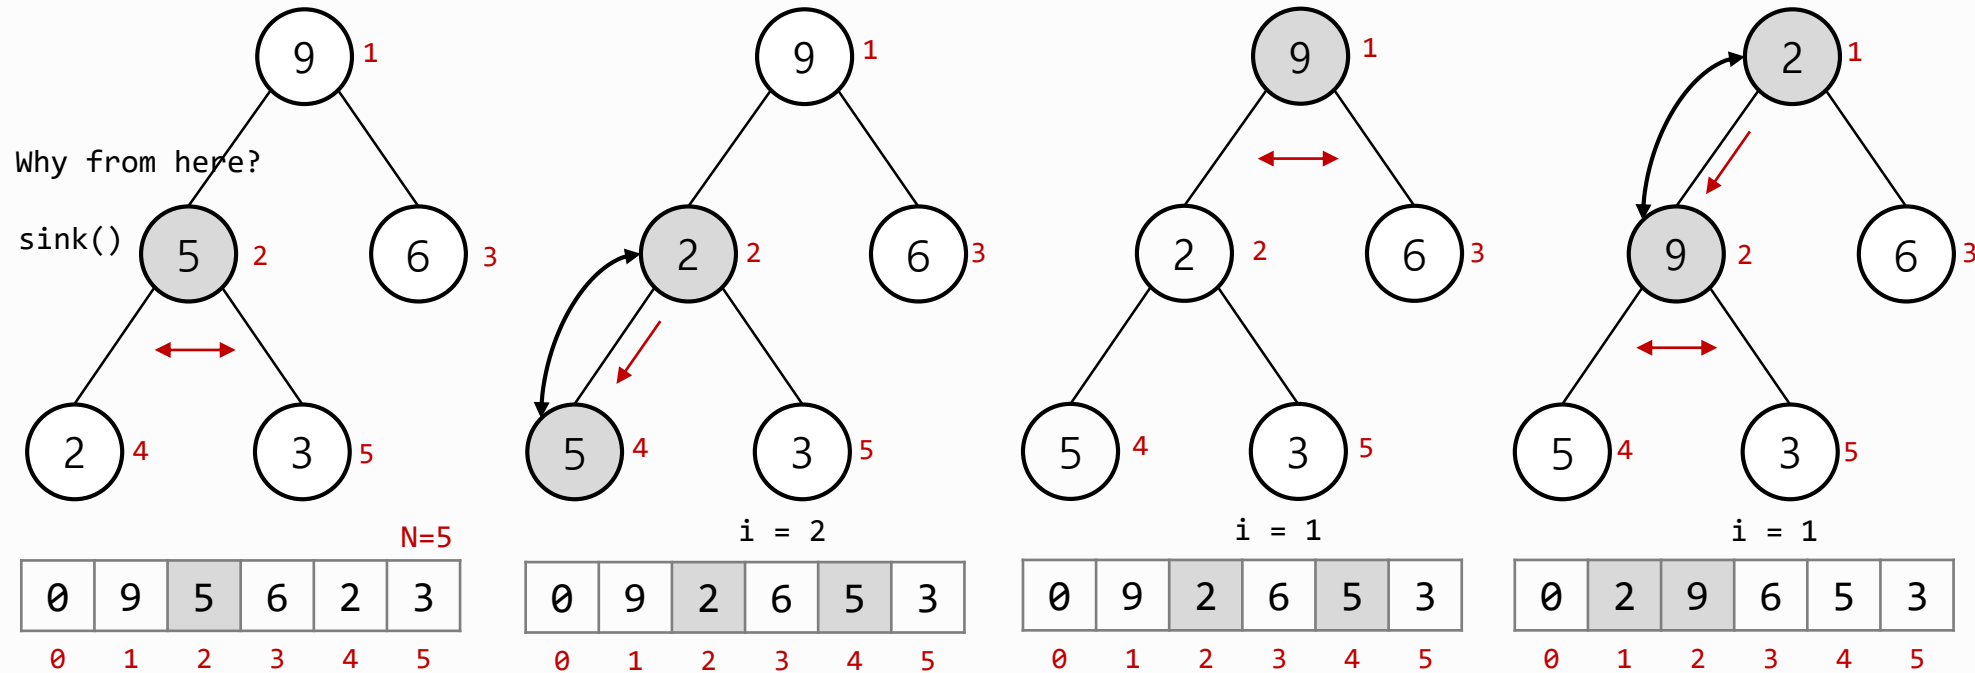 9 1
Why from here?
sink() 5 2 6 3
2 4 3 5
N=5
0 9 5 6 2 3
0 1 2 3 4 5
9 1
2 2 6 3
5 4 3 5
i = 2
0 9 2 6 5 3
0 1 2 3 4 5
9 1
2 2 6 3
5 4 3 5
i = 1
0 9 2 6 5 3
0 1 2 3 4 5
2 1
9 2 6 3
5 4 3 5
i = 1
0 2 9 6 5 3
0 1 2 3 4 5